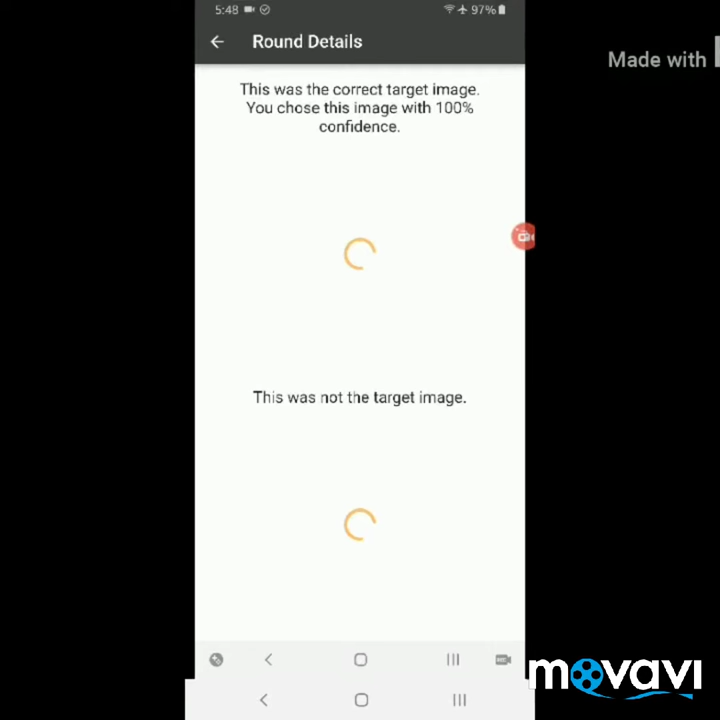 5:48
97%
Round Details
Made with
This was the correct target image.
You chose this image with 100%
confidence.
This was not the target image.
movavi